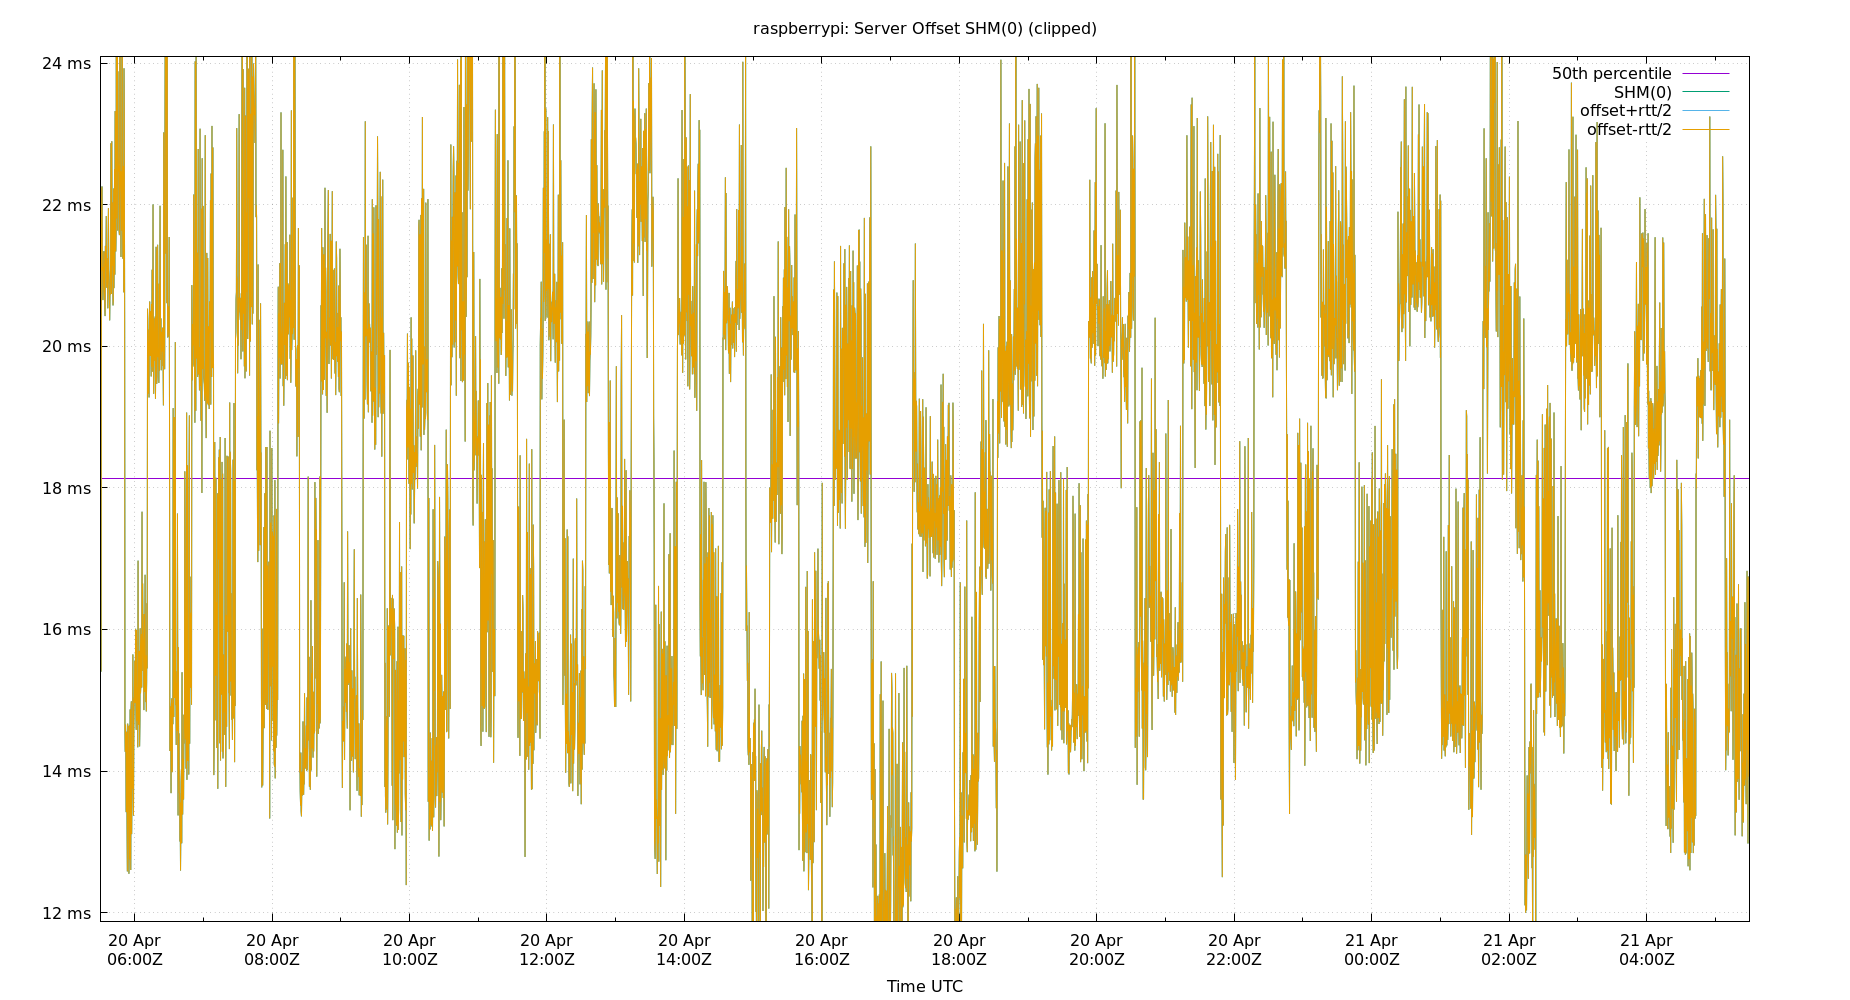 raspberrypi: Server Offset SHM(0) (clipped)
24 ms
22 ms
20 ms
18 ms
16 ms
14 ms
12 ms
50th percentile
SHM(0)
offset+rtt/2
offset-rtt/2
20 Apr 20 Apr 20 Apr 20 Apr 20 Apr 20 Apr 20 Apr 20 Apr 20 Apr 21 Apr 21 Apr 21 Apr
06:00Z 08:00Z 10:00Z 12:00Z 14:00Z 16:00Z 18:00Z 20:00Z 22:00Z 00:00Z 02:00Z 04:00Z
Time UTC